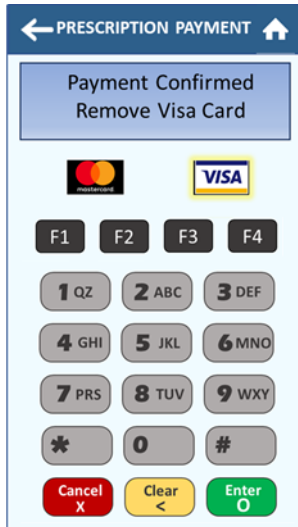 PRESCRIPTION PAYMENT
Payment Confirmed
Remove Visa Card
mastercard
VISA
F1 F2 F3 F4
1 QZ 2 ABC 3 DEF
4 GHI 5 JKL 6 MNO
7 PRS 8 TUV 9 WXY
* 0 #
Cancel Clear Enter
X < O